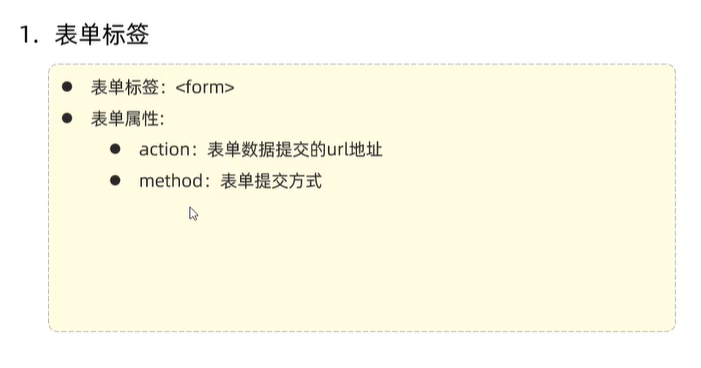 1. 表单标签
● 表单标签：<form>
● 表单属性：
● action：表单数据提交的url地址
● method：表单提交方式